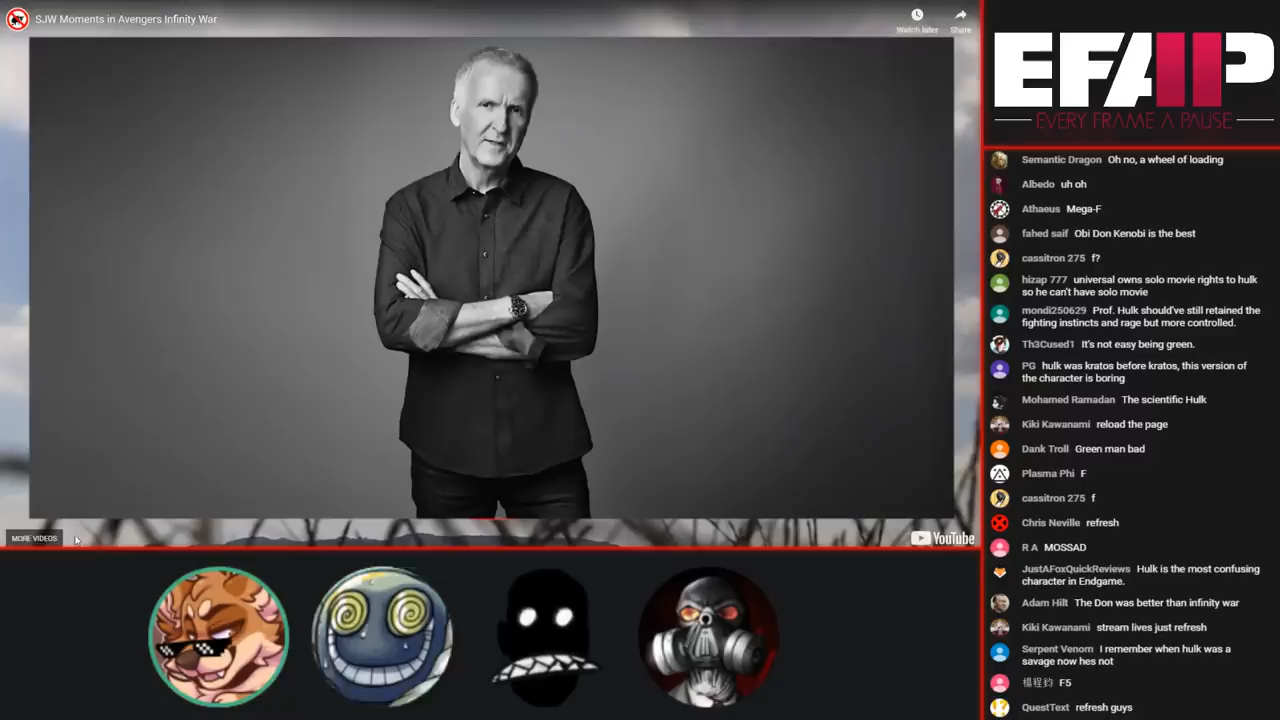 SJW Moments in Avengers Infinity War
Watch later
Share
EFAP
EVERY FRAME A PAUSE
Semantic Dragon Oh no, a wheel of loading
Albedo uh oh
Athaeus Mega-F
fahed saif Obi Don Kenobi is the best
cassitron 275 f?
hizap 777 universal owns solo movie rights to hulk
so he can't have solo movie
mondi250629 Prof. Hulk should've still retained the
fighting instincts and rage but more controlled.
Th3Cused1 It's not easy being green.
PG hulk was kratos before kratos, this version of
the character is boring
Mohamed Ramadan The scientific Hulk
Kiki Kawanami reload the page
Dank Troll Green man bad
Plasma Phi F
cassitron 275 f
Chris Neville refresh
R A MOSSAD
JustAFoxQuickReviews Hulk is the most confusing
character in Endgame.
Adam Hilt The Don was better than infinity war
Kiki Kawanami stream lives just refresh
Serpent Venom I remember when hulk was a
savage now hes not
楊程鈞 F5
QuestText refresh guys
MORE VIDEOS
YouTube